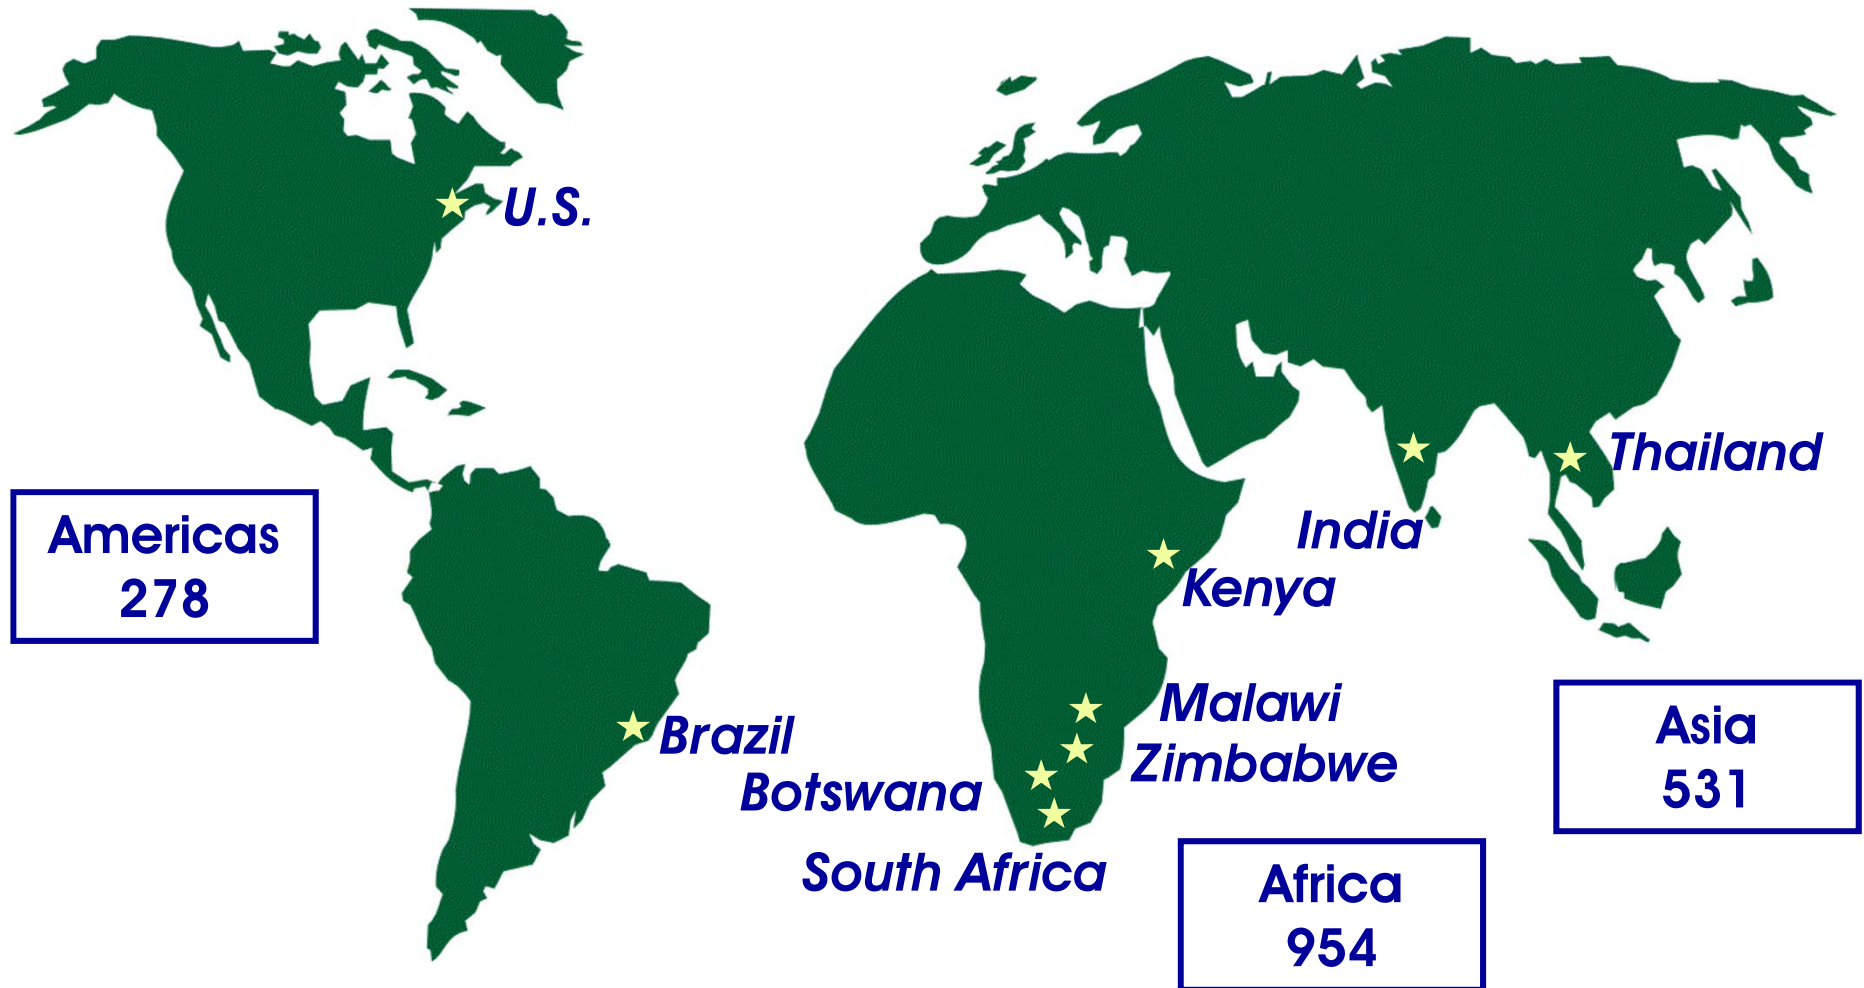 U.S.
Thailand
Americas
278
India
Kenya
Malawi
Brazil
Zimbabwe
Botswana
Asia
531
South Africa
Africa
954